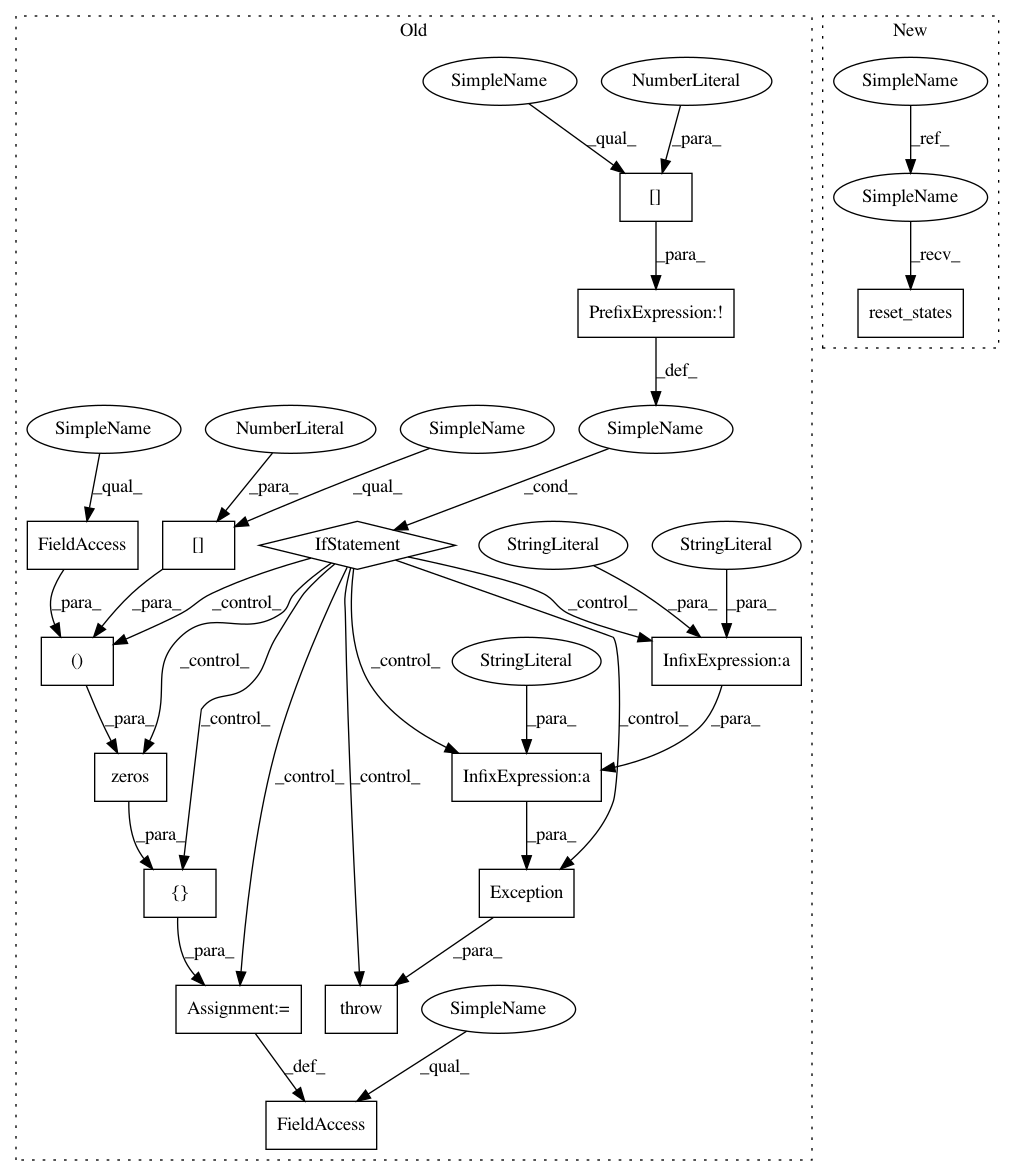 Old
New
SimpleName
NumberLiteral
SimpleName
_qual_
_para_
_ref_
[]
SimpleName
_para_
_recv_
PrefixExpression:!
reset_states
_def_
SimpleName
NumberLiteral
SimpleName
SimpleName
_qual_
_para_
_qual_
_cond_
FieldAccess
[]
IfStatement
StringLiteral
StringLiteral
_para_
_para_
_control_
_control_
_para_
_para_
()
StringLiteral
InfixExpression:a
_para_
_control_
_control_
_control_
_para_
_control_
_para_
zeros
_control_
_control_
InfixExpression:a
_para_
_para_
{}
Exception
_para_
_para_
Assignment:=
throw
SimpleName
_def_
_qual_
FieldAccess